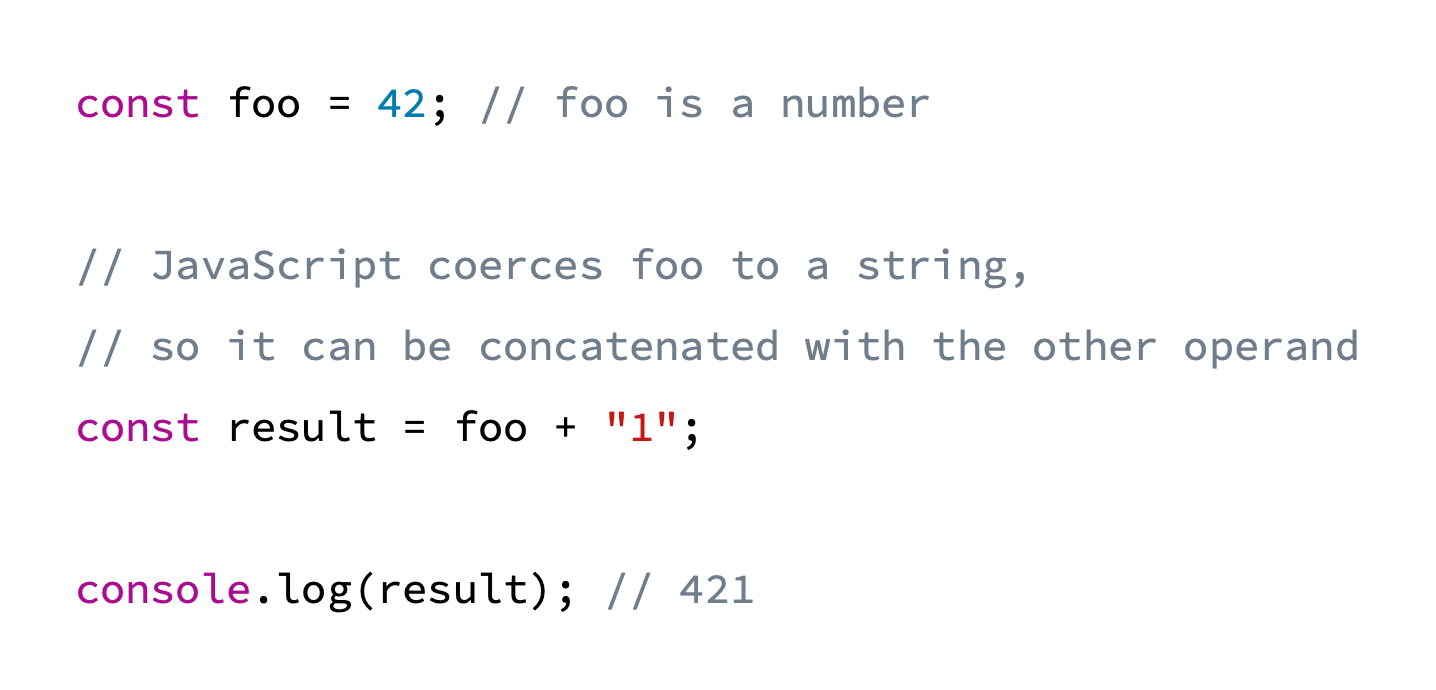 const foo = 42; // foo is a number
// JavaScript coerces foo to a string,
// so it can be concatenated with the other operand
const result = foo + "1";
console.log(result); // 421